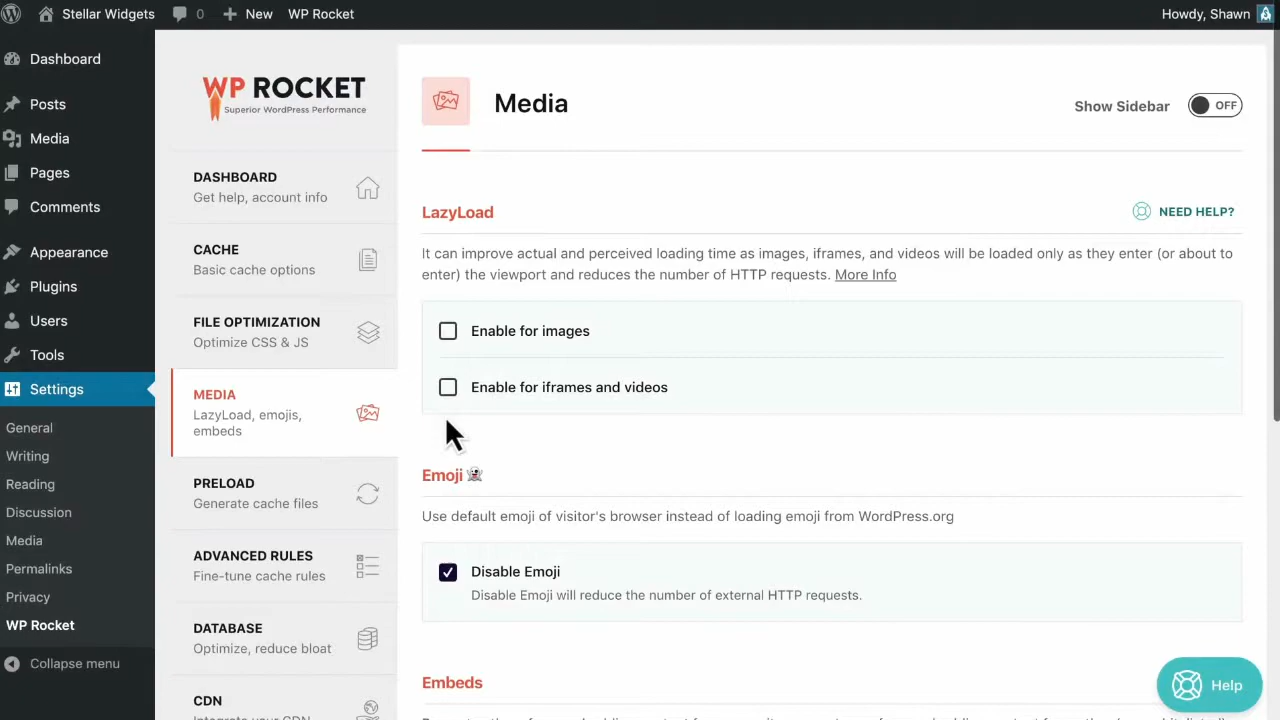 Stellar Widgets 0 New WP Rocket Howdy, Shawn
Dashboard
Posts
Media
Pages
Comments
Appearance
Plugins
Users
Tools
Settings
General
Writing
Reading
Discussion
Media
Permalinks
Privacy
WP Rocket
Collapse menu
WP ROCKET
Superior WordPress Performance
DASHBOARD
Get help, account info
CACHE
Basic cache options
FILE OPTIMIZATION
Optimize CSS & JS
MEDIA
LazyLoad, emojis,
embeds
PRELOAD
Generate cache files
ADVANCED RULES
Fine-tune cache rules
DATABASE
Optimize, reduce bloat
CDN
Integrate your CDN
Media
Show Sidebar OFF
LazyLoad
NEED HELP?
It can improve actual and perceived loading time as images, iframes, and videos will be loaded only as they enter (or about to
enter) the viewport and reduces the number of HTTP requests. More Info
Enable for images
Enable for iframes and videos
Emoji 👻
Use default emoji of visitor's browser instead of loading emoji from WordPress.org
Disable Emoji
Disable Emoji will reduce the number of external HTTP requests.
Embeds
Help